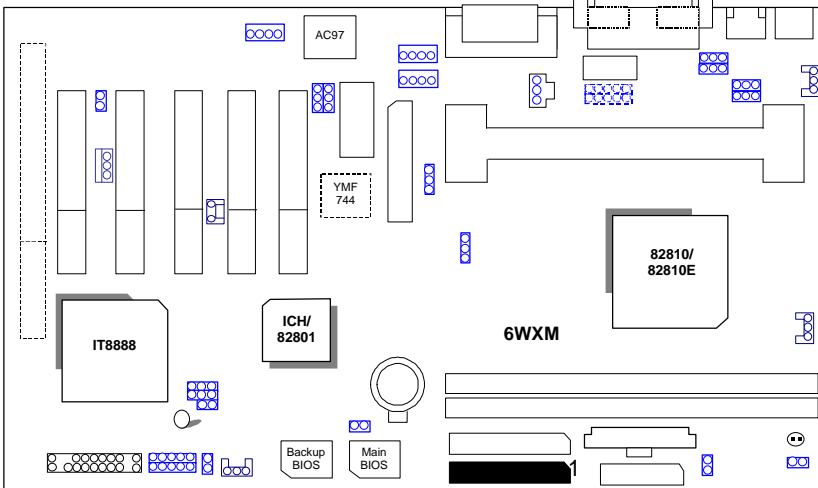 AC97
YMF
744
82810/
82810E
ICH/
82801
IT8888
6WXM
Backup
BIOS
Main
BIOS
1